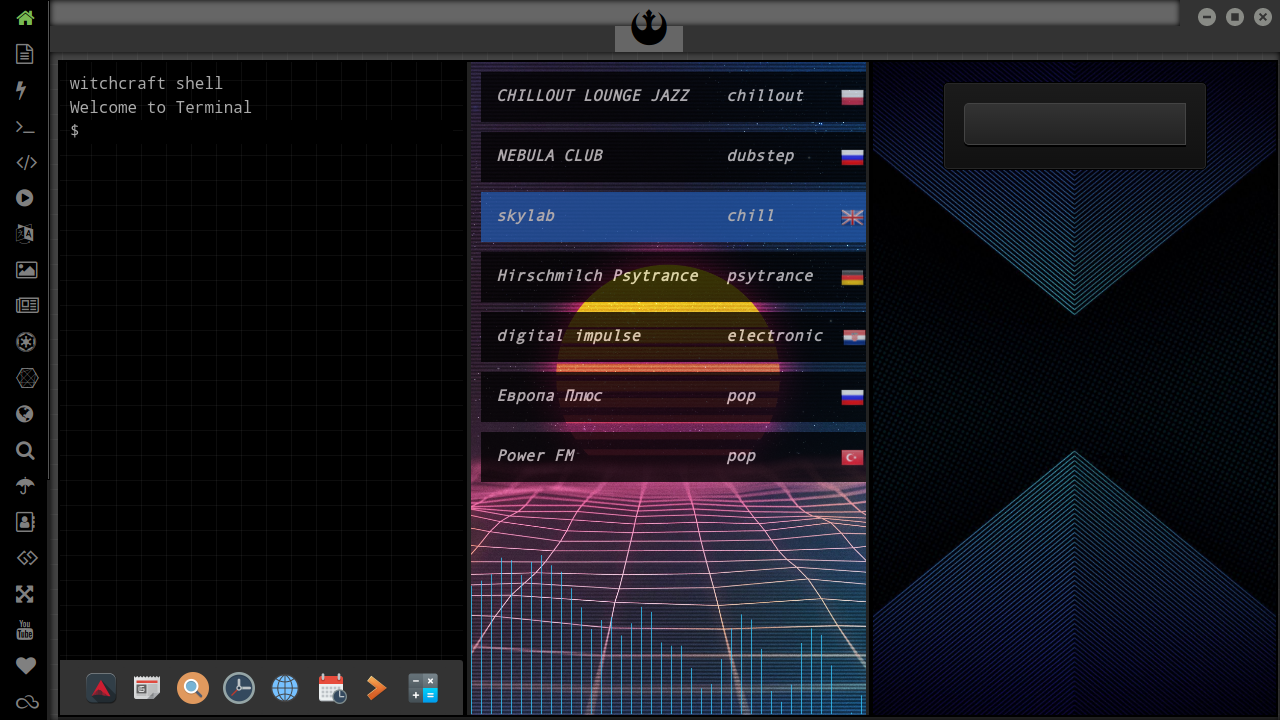 witchcraft shell
Welcome to Terminal
$
CHILLOUT LOUNGE JAZZ chillout
NEBULA CLUB dubstep
skylab chill
Hirschmilch Psytrance psytrance
digital impulse electronic
Европа Плюс pop
Power FM pop
You
Tube